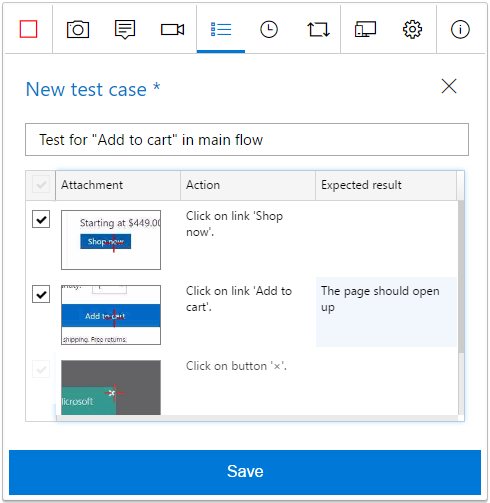 New test case *
Test for "Add to cart" in main flow
Attachment Action Expected result
Starting at $449.00
Shop now
Click on link 'Shop
now'.
Add to cart
shipping. Free returns.
Click on link 'Add to
cart'.
The page should open
up
icrosoft
Click on button '×'.
Save